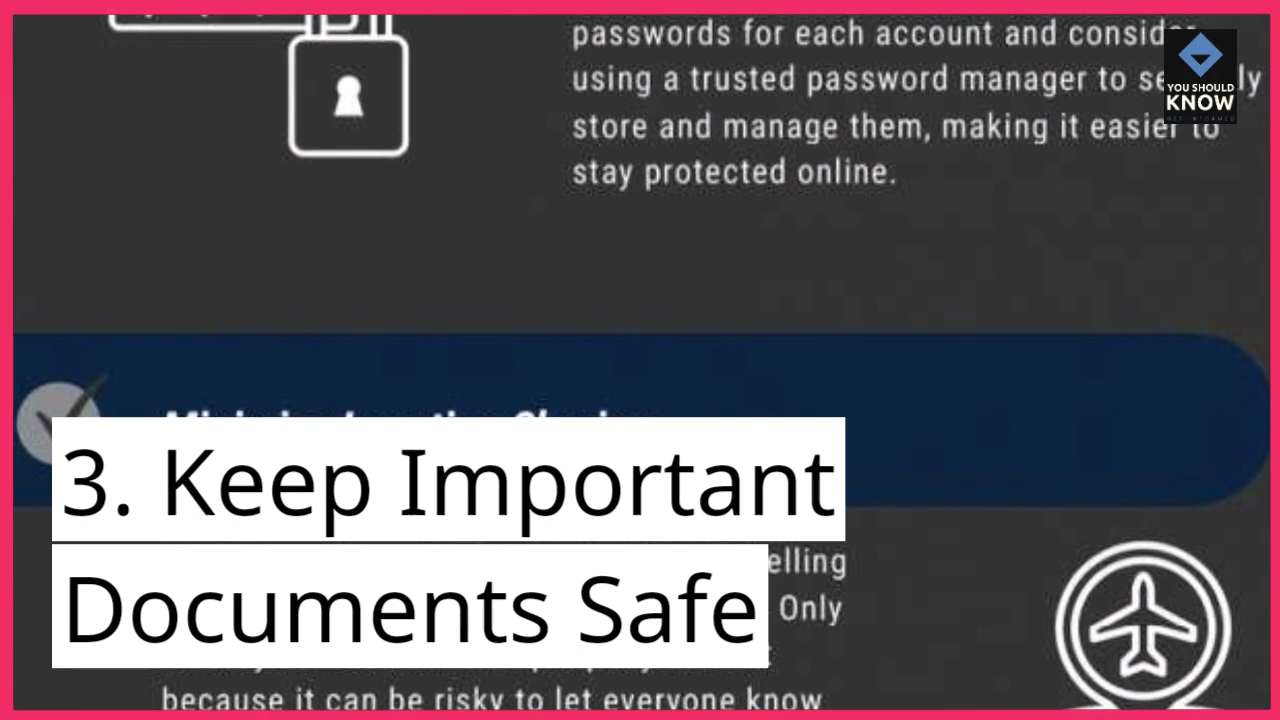 passwords for each account and consider
using a trusted password manager to
store and manage them, making it easier to
stay protected online.
YOU SHOULD
KNOW
GET INFORMED
3. Keep Important
Documents Safe
elling
Only
because it can be risky to let everyone know